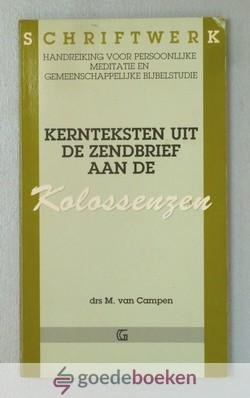 SCHRIFTWERK
HANDREIKING VOOR PERSOONLIJKE
MEDITATIE EN
GEMEENSCHAPPELIJKE BIJBELSTUDIE
KERNTEKSTEN UIT
DE ZENDBRIEF
AAN DE
Kolossenzen
drs M. van Campen
G
goedeboeken